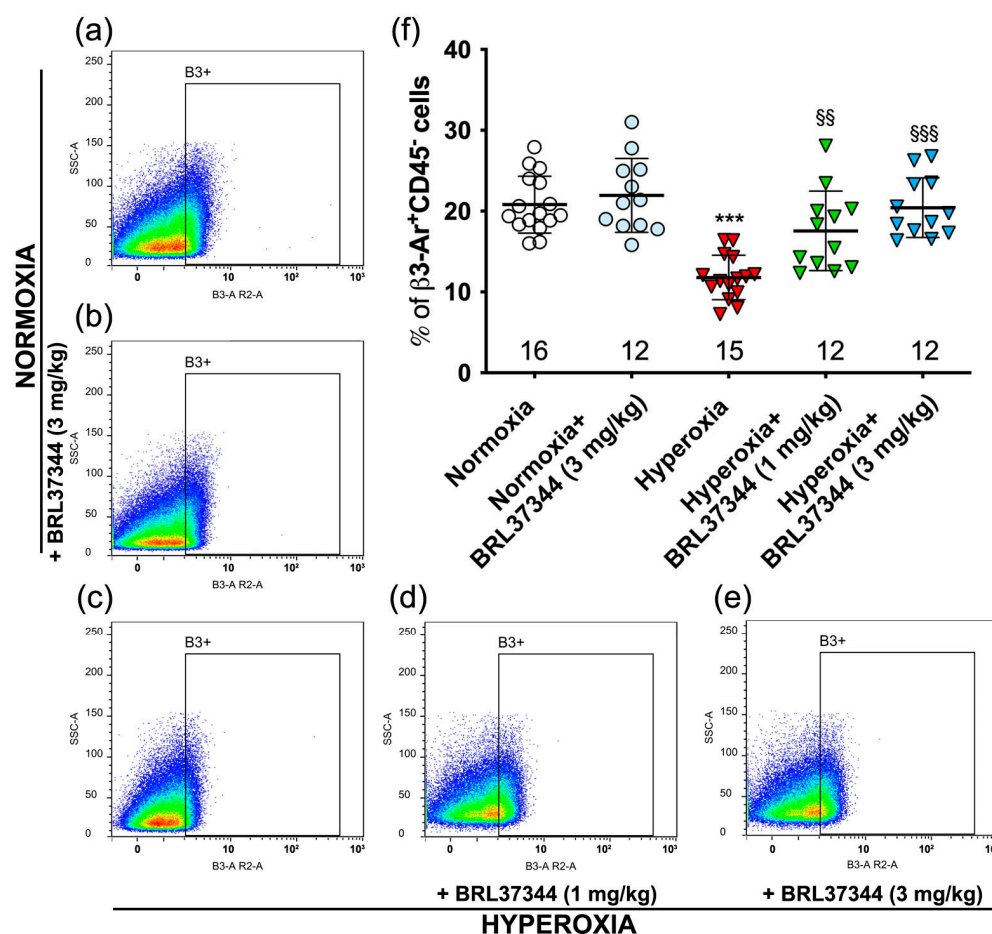 (a)
B3+
250
200
150
100
50
0
SSC-A
0
10
10²
10³
B3-A R2-A
(b)
B3+
250
200
150
100
50
0
SSC-A
0
10
10²
10³
B3-A R2-A
NORMOXIA
+ BRL37344 (3 mg/kg)
(f)
% of β3-Ar⁺CD45⁻ cells
40
30
20
10
0
***
§§
§§§
16
12
15
12
12
Normoxia
Normoxia+
BRL37344 (3 mg/kg)
Hyperoxia
Hyperoxia+
BRL37344 (1 mg/kg)
Hyperoxia+
BRL37344 (3 mg/kg)
(c)
B3+
250
200
150
100
50
0
SSC-A
0
10
10²
10³
B3-A R2-A
(d)
B3+
250
200
150
100
50
0
SSC-A
0
10
10²
10³
B3-A R2-A
+ BRL37344 (1 mg/kg)
(e)
B3+
250
200
150
100
50
0
SSC-A
0
10
10²
10³
B3-A R2-A
+ BRL37344 (3 mg/kg)
HYPEROXIA